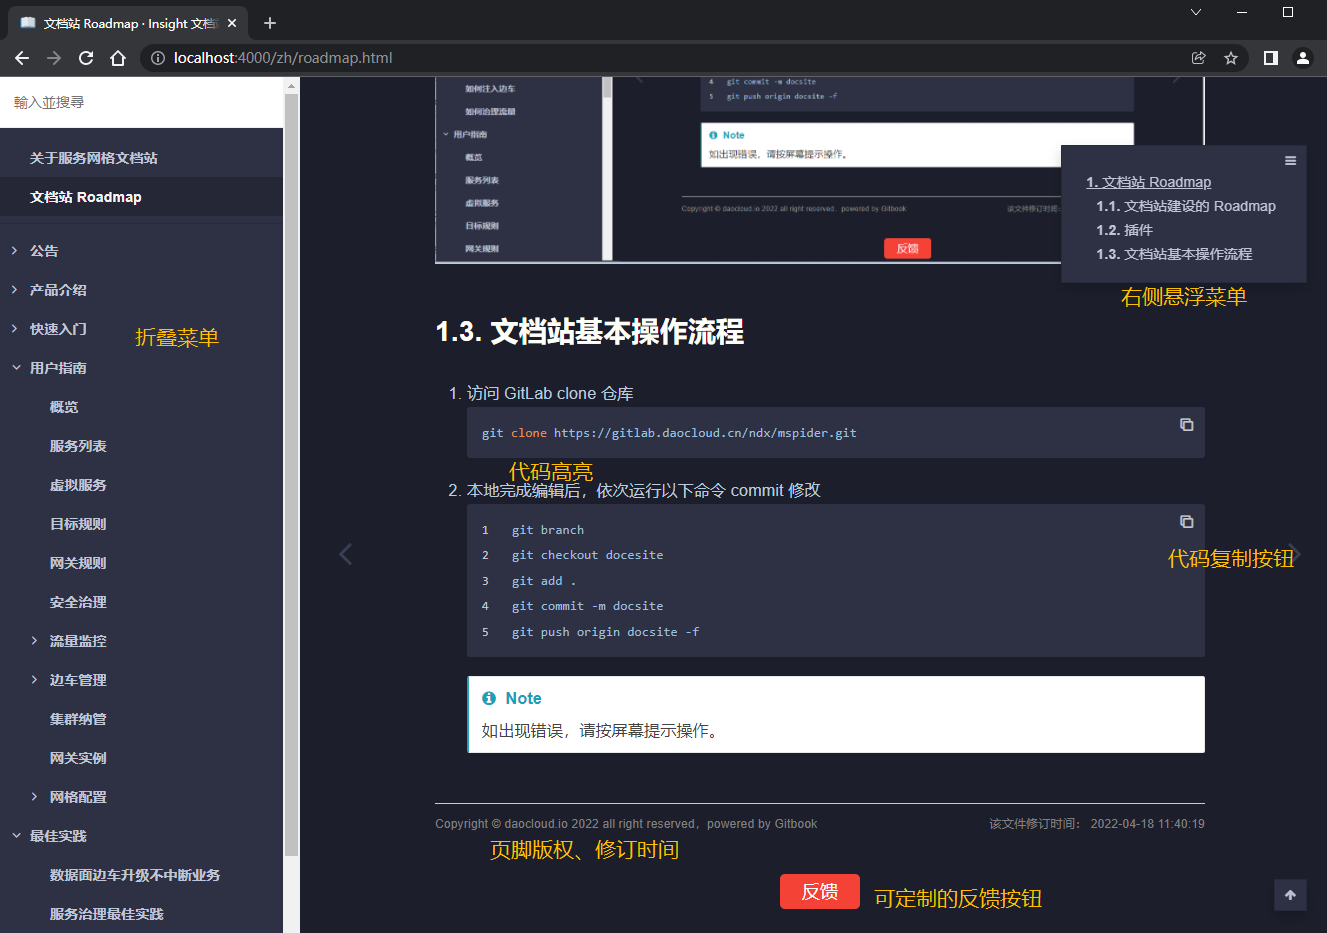 文档站 Roadmap · Insight 文档
localhost:4000/zh/roadmap.html
輸入並搜尋
关于服务网格文档站
文档站 Roadmap
公告
产品介绍
快速入门
折叠菜单
用户指南
概览
服务列表
虚拟服务
目标规则
网关规则
安全治理
流量监控
边车管理
集群纳管
网关实例
网格配置
最佳实践
数据面边车升级不中断业务
服务治理最佳实践
如何注入边车
如何治理流量
用户指南
概览
服务列表
虚拟服务
目标规则
网关规则
4 git commit -m docsite
5 git push origin docsite -f
Note
如出现错误，请按屏幕提示操作。
Copyright © daocloud.io 2022 all right reserved，powered by Gitbook
该文件修订时间：
反馈
1. 文档站 Roadmap
1.1. 文档站建设的 Roadmap
1.2. 插件
1.3. 文档站基本操作流程
右侧悬浮菜单
1.3. 文档站基本操作流程
1. 访问 GitLab clone 仓库
git clone https://gitlab.daocloud.cn/ndx/mspider.git
代码高亮
2. 本地完成编辑后，依次运行以下命令 commit 修改
1 git branch
2 git checkout docesite
3 git add .
4 git commit -m docsite
5 git push origin docsite -f
代码复制按钮
Note
如出现错误，请按屏幕提示操作。
Copyright © daocloud.io 2022 all right reserved，powered by Gitbook
该文件修订时间： 2022-04-18 11:40:19
页脚版权、修订时间
反馈
可定制的反馈按钮